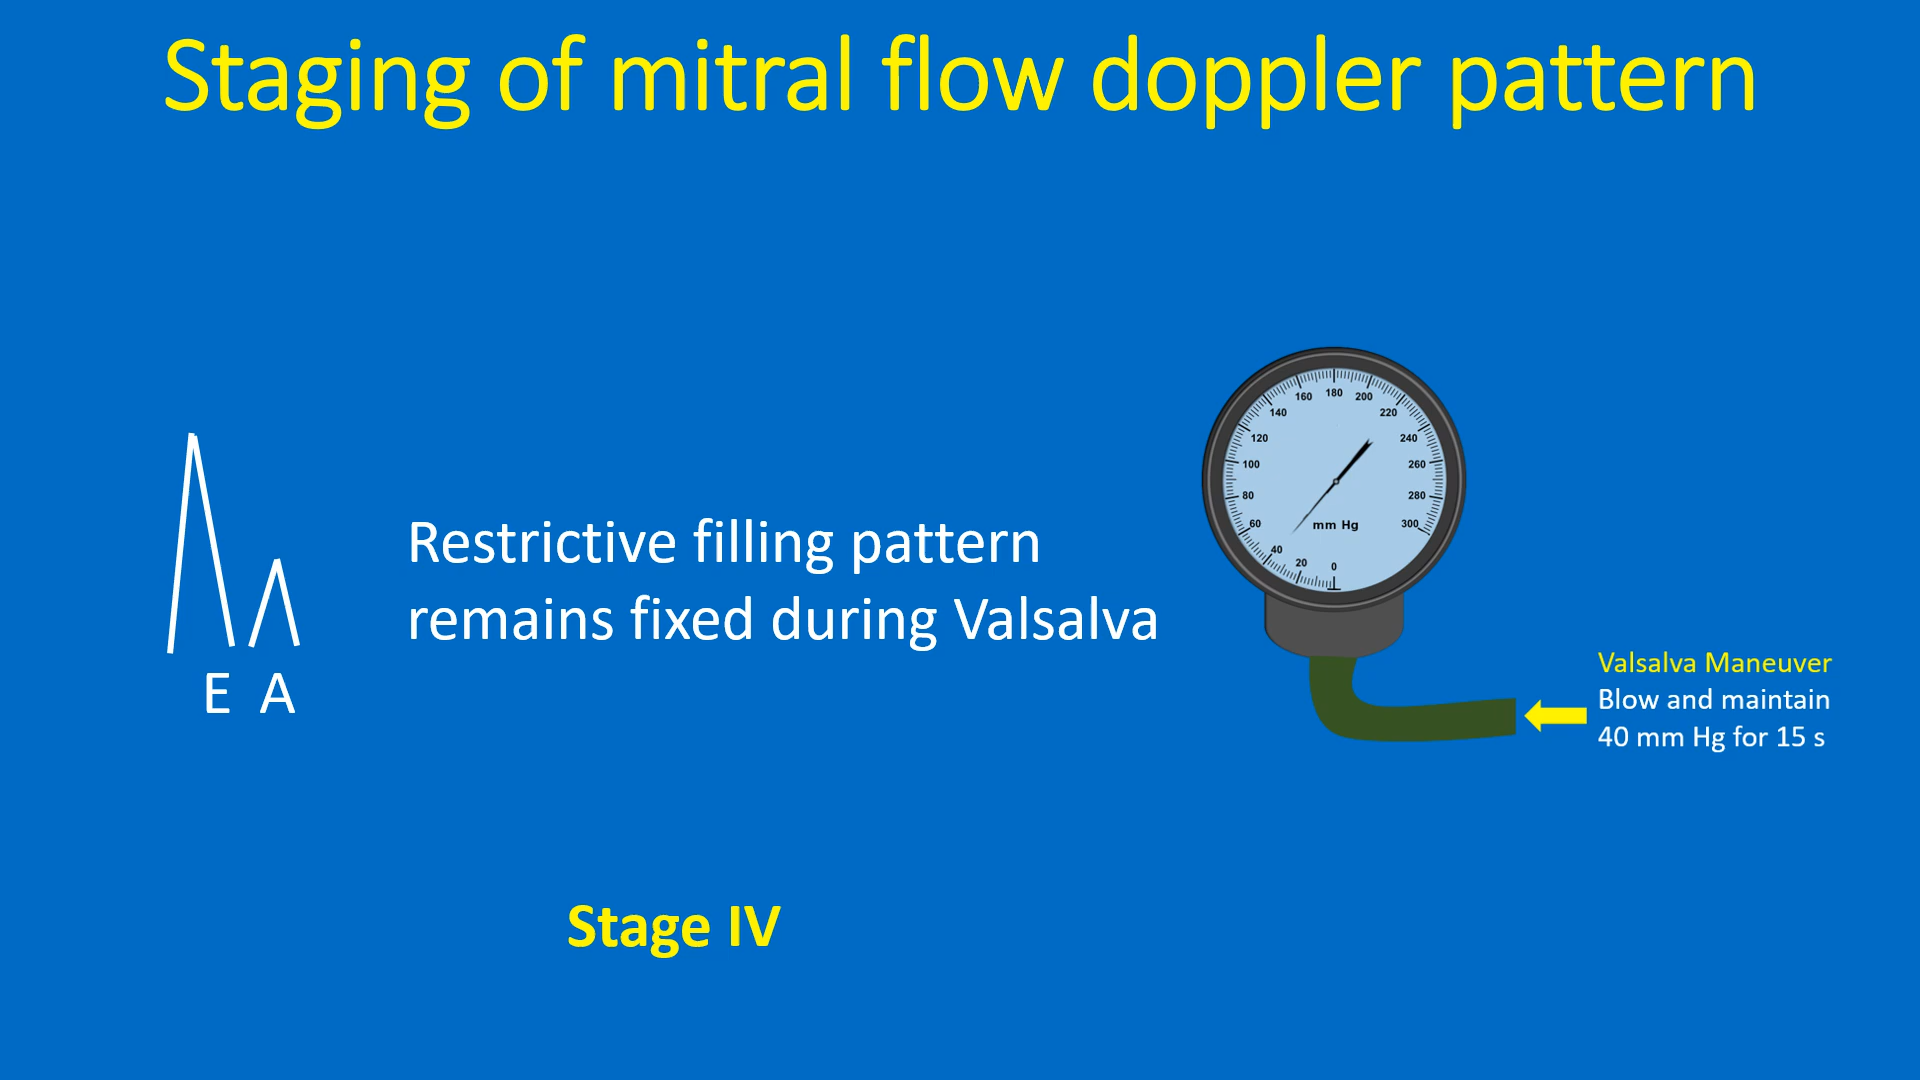 Staging of mitral flow doppler pattern
Restrictive filling pattern
remains fixed during Valsalva
E A
0
20
40
60
80
100
120
140
160
180
200
220
240
260
280
300
mm Hg
Valsalva Maneuver
Blow and maintain
40 mm Hg for 15 s
Stage IV